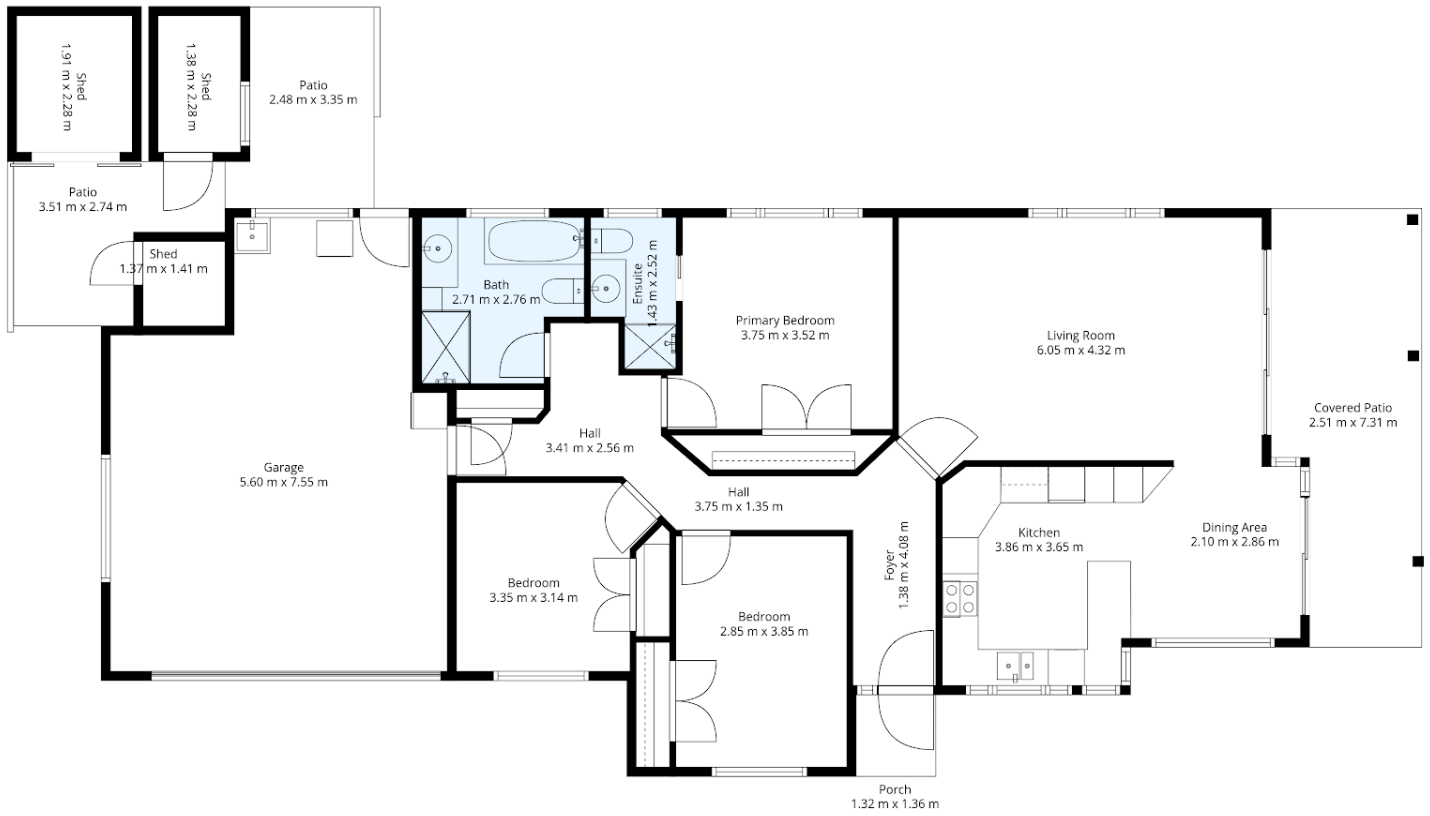 Shed
1.91 m x 2.28 m
Shed
1.38 m x 2.28 m
Patio
2.48 m x 3.35 m
Patio
3.51 m x 2.74 m
Shed
1.37 m x 1.41 m
Bath
2.71 m x 2.76 m
Ensuite
1.43 m x 2.52 m
Primary Bedroom
3.75 m x 3.52 m
Living Room
6.05 m x 4.32 m
Covered Patio
2.51 m x 7.31 m
Hall
3.41 m x 2.56 m
Garage
5.60 m x 7.55 m
Hall
3.75 m x 1.35 m
Foyer
1.38 m x 4.08 m
Kitchen
3.86 m x 3.65 m
Dining Area
2.10 m x 2.86 m
Bedroom
3.35 m x 3.14 m
Bedroom
2.85 m x 3.85 m
Porch
1.32 m x 1.36 m